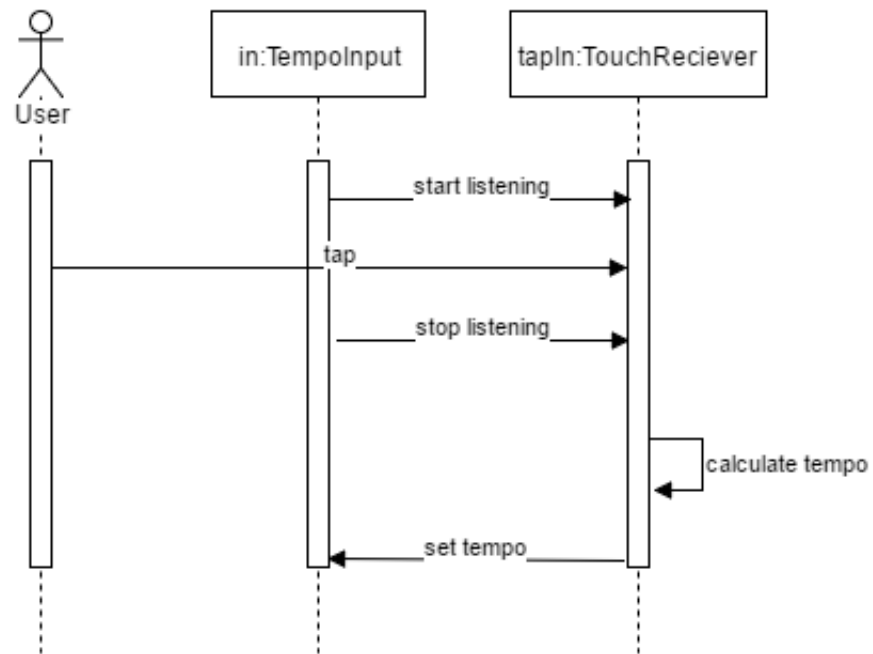 User
in:TempoInput
tapIn:TouchReciever
start listening
tap
stop listening
calculate tempo
set tempo